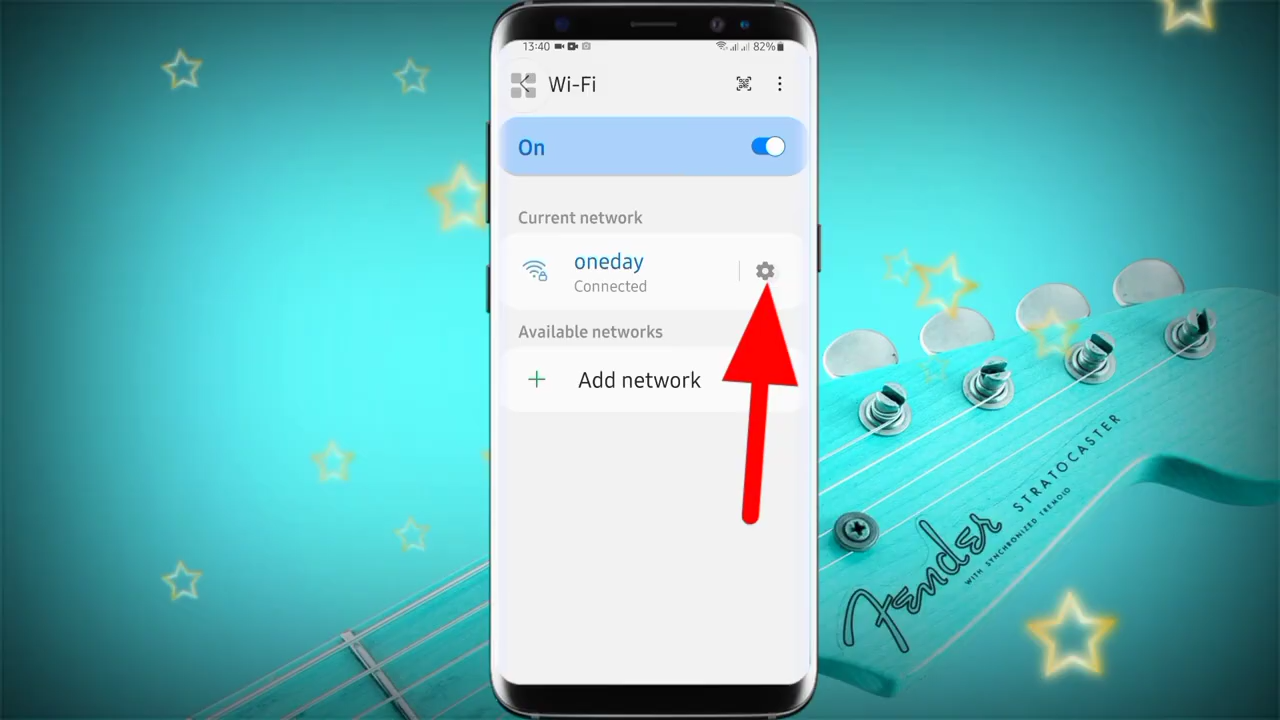 13:40 82%
Wi-Fi
On
Current network
oneday
Connected
Available networks
Add network
Fender
STRATOCASTER
WITH SYNCHRONIZED TREMOLO